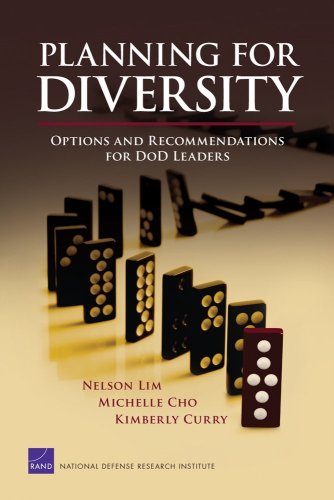 PLANNING FOR
DIVERSITY
OPTIONS AND RECOMMENDATIONS
FOR DOD LEADERS
NELSON LIM
MICHELLE CHO
KIMBERLY CURRY
RAND NATIONAL DEFENSE RESEARCH INSTITUTE